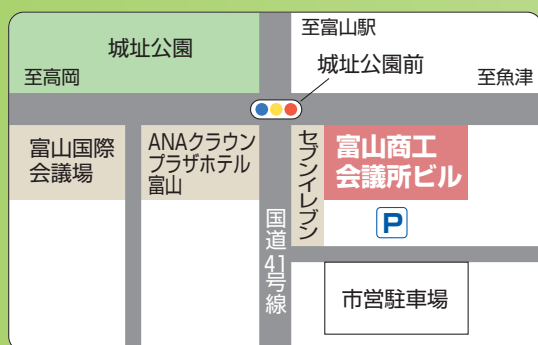 至富山駅
城址公園
城址公園前
至高岡
至魚津
富山国際
会議場
ANAクラウン
プラザホテル
富山
セブンイレブン
富山商工
会議所ビル
P
国道41号線
市営駐車場